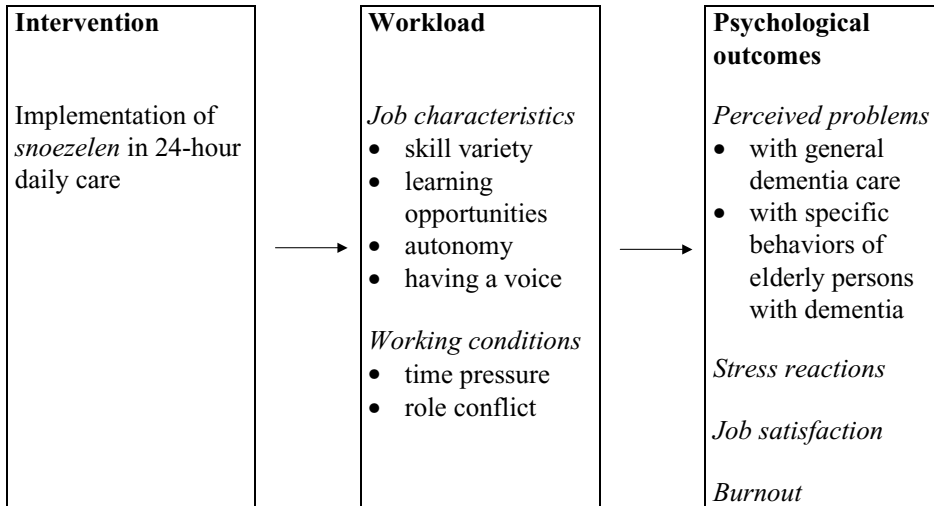 Intervention
Implementation of
snoezelen in 24-hour
daily care
Workload
Job characteristics
• skill variety
• learning
opportunities
• autonomy
• having a voice
Working conditions
• time pressure
• role conflict
Psychological
outcomes
Perceived problems
• with general
dementia care
• with specific
behaviors of
elderly persons
with dementia
Stress reactions
Job satisfaction
Burnout